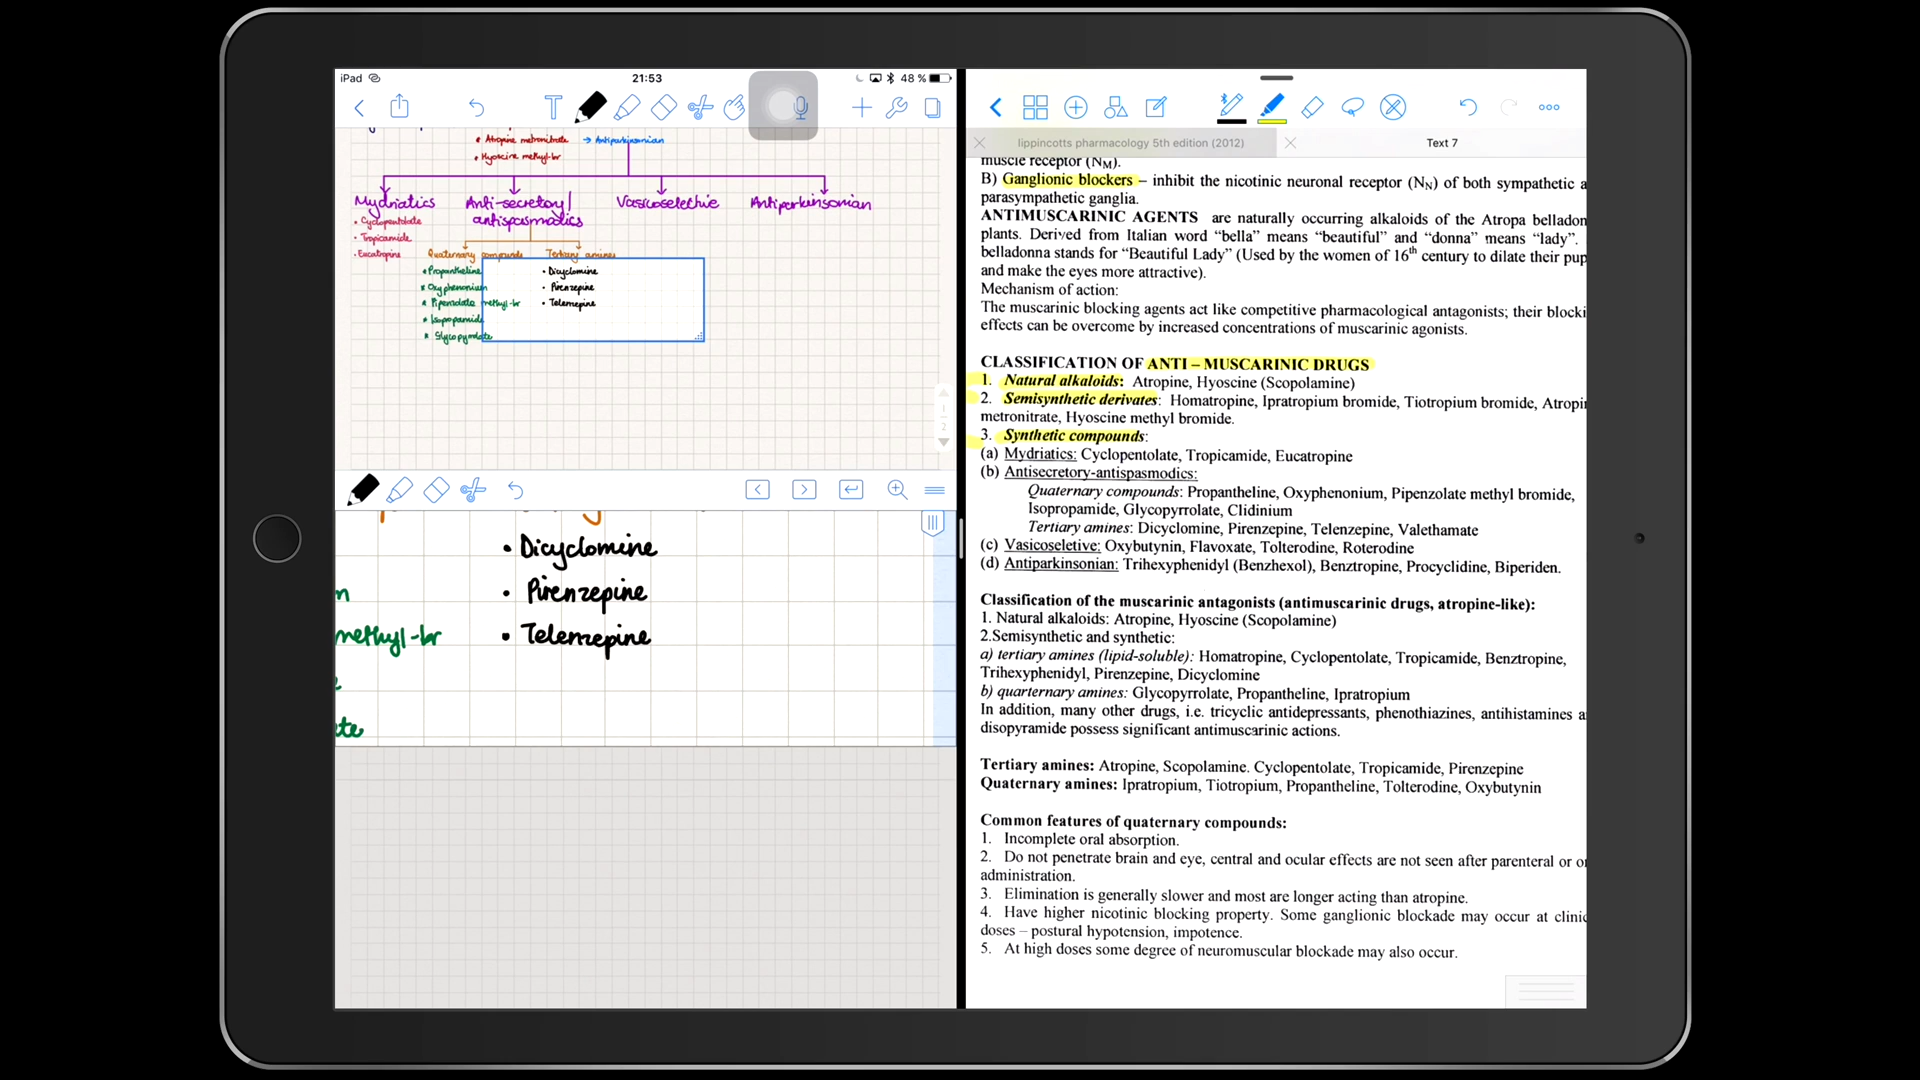 iPad
21:53
48 %
• Atropine metronitrate → Antiparkinsonian
• Hyoscine methyl-br
Mydriatics
• Cyclopentolate
• Tropicamide
• Eucatropine
Anti-secretory/
antispasmodics
Vasicoselective
Antiparkinsonian
Quaternary compounds
• Propantheline
• Oxyphenonium
• Pipenzolate methyl-br
• Isopropamide
• Glycopyrrolate
Tertiary amines
• Dicyclomine
• Pirenzepine
• Telenzepine
1
2
• Dicyclomine
• Pirenzepine
• Telenzepine
methyl-br
lippincotts pharmacology 5th edition (2012)
Text 7
muscle receptor (NM).
B) Ganglionic blockers – inhibit the nicotinic neuronal receptor (NN) of both sympathetic a
parasympathetic ganglia.
ANTIMUSCARINIC AGENTS are naturally occurring alkaloids of the Atropa belladon
plants. Derived from Italian word “bella” means “beautiful” and “donna” means “lady”.
belladonna stands for “Beautiful Lady” (Used by the women of 16th century to dilate their pup
and make the eyes more attractive).
Mechanism of action:
The muscarinic blocking agents act like competitive pharmacological antagonists; their blocki
effects can be overcome by increased concentrations of muscarinic agonists.
CLASSIFICATION OF ANTI – MUSCARINIC DRUGS
1. Natural alkaloids: Atropine, Hyoscine (Scopolamine)
2. Semisynthetic derivates: Homatropine, Ipratropium bromide, Tiotropium bromide, Atropin
metronitrate, Hyoscine methyl bromide.
3. Synthetic compounds:
(a) Mydriatics: Cyclopentolate, Tropicamide, Eucatropine
(b) Antisecretory-antispasmodics:
Quaternary compounds: Propantheline, Oxyphenonium, Pipenzolate methyl bromide,
Isopropamide, Glycopyrrolate, Clidinium
Tertiary amines: Dicyclomine, Pirenzepine, Telenzepine, Valethamate
(c) Vasicoseletive: Oxybutynin, Flavoxate, Tolterodine, Roterodine
(d) Antiparkinsonian: Trihexyphenidyl (Benzhexol), Benztropine, Procyclidine, Biperiden.
Classification of the muscarinic antagonists (antimuscarinic drugs, atropine-like):
1. Natural alkaloids: Atropine, Hyoscine (Scopolamine)
2.Semisynthetic and synthetic:
a) tertiary amines (lipid-soluble): Homatropine, Cyclopentolate, Tropicamide, Benztropine,
Trihexyphenidyl, Pirenzepine, Dicyclomine
b) quarternary amines: Glycopyrrolate, Propantheline, Ipratropium
In addition, many other drugs, i.e. tricyclic antidepressants, phenothiazines, antihistamines a
disopyramide possess significant antimuscarinic actions.
Tertiary amines: Atropine, Scopolamine. Cyclopentolate, Tropicamide, Pirenzepine
Quaternary amines: Ipratropium, Tiotropium, Propantheline, Tolterodine, Oxybutynin
Common features of quaternary compounds:
1. Incomplete oral absorption.
2. Do not penetrate brain and eye, central and ocular effects are not seen after parenteral or o
administration.
3. Elimination is generally slower and most are longer acting than atropine.
4. Have higher nicotinic blocking property. Some ganglionic blockade may occur at clinic
doses – postural hypotension, impotence.
5. At high doses some degree of neuromuscular blockade may also occur.